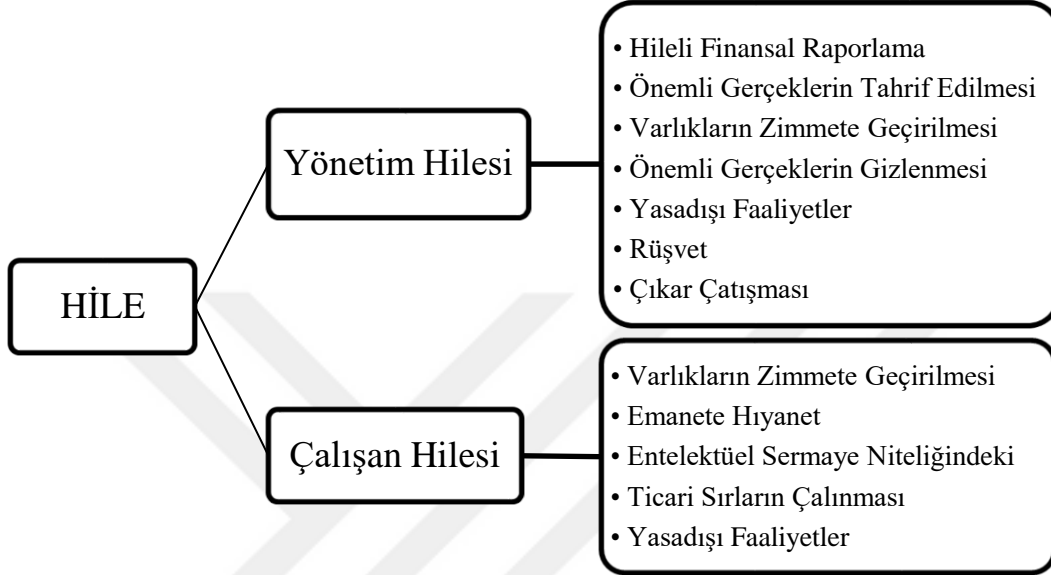 HİLE
Yönetim Hilesi
• Hileli Finansal Raporlama
• Önemli Gerçeklerin Tahrif Edilmesi
• Varlıkların Zimmete Geçirilmesi
• Önemli Gerçeklerin Gizlenmesi
• Yasadışı Faaliyetler
• Rüşvet
• Çıkar Çatışması
Çalışan Hilesi
• Varlıkların Zimmete Geçirilmesi
• Emanete Hıyanet
• Entelektüel Sermaye Niteliğindeki
• Ticari Sırların Çalınması
• Yasadışı Faaliyetler